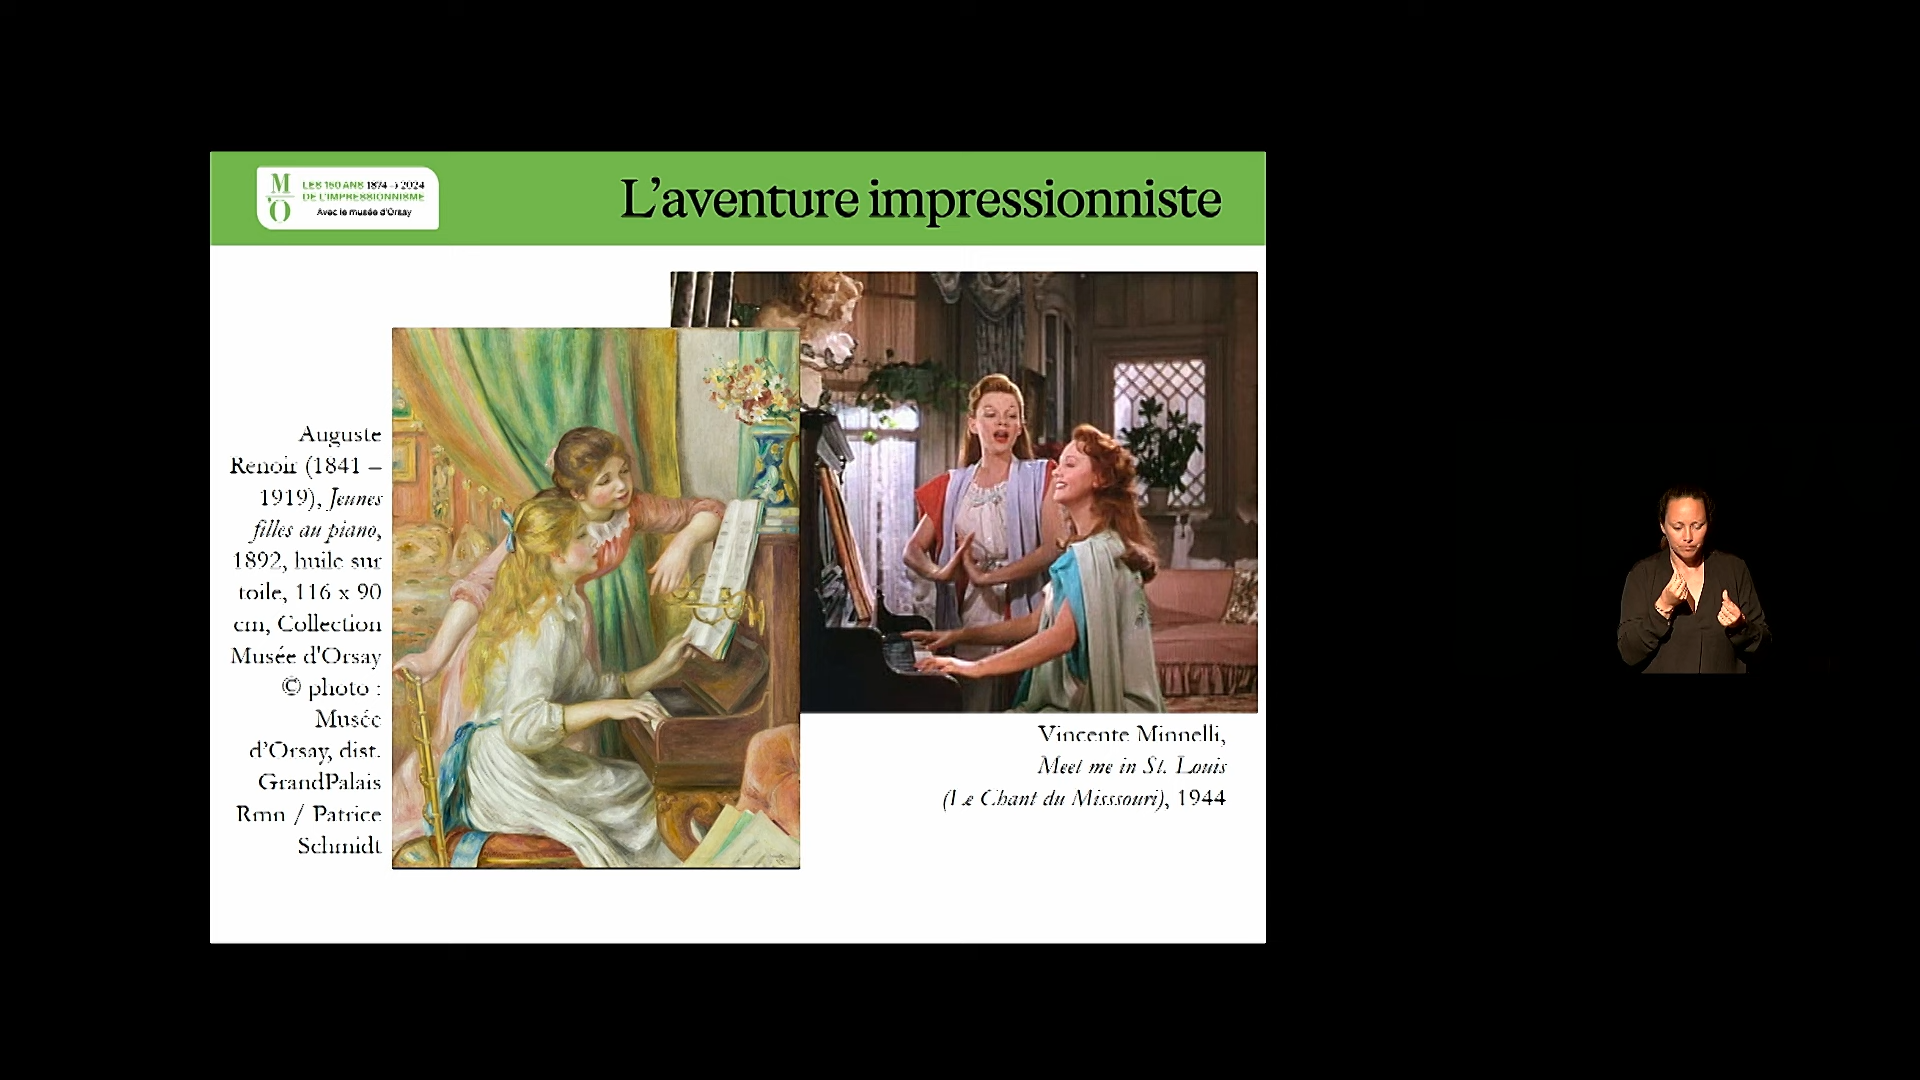 M
'O
LES 150 ANS 1874 → 2024
DE L'IMPRESSIONNISME
Avec le musée d'Orsay
L'aventure impressionniste
Auguste
Renoir (1841 –
1919), Jeunes
filles au piano,
1892, huile sur
toile, 116 x 90
cm, Collection
Musée d'Orsay
© photo :
Musée
d'Orsay, dist.
GrandPalais
Rmn / Patrice
Schmidt
Vincente Minnelli,
Meet me in St. Louis
(Le Chant du Misssouri), 1944